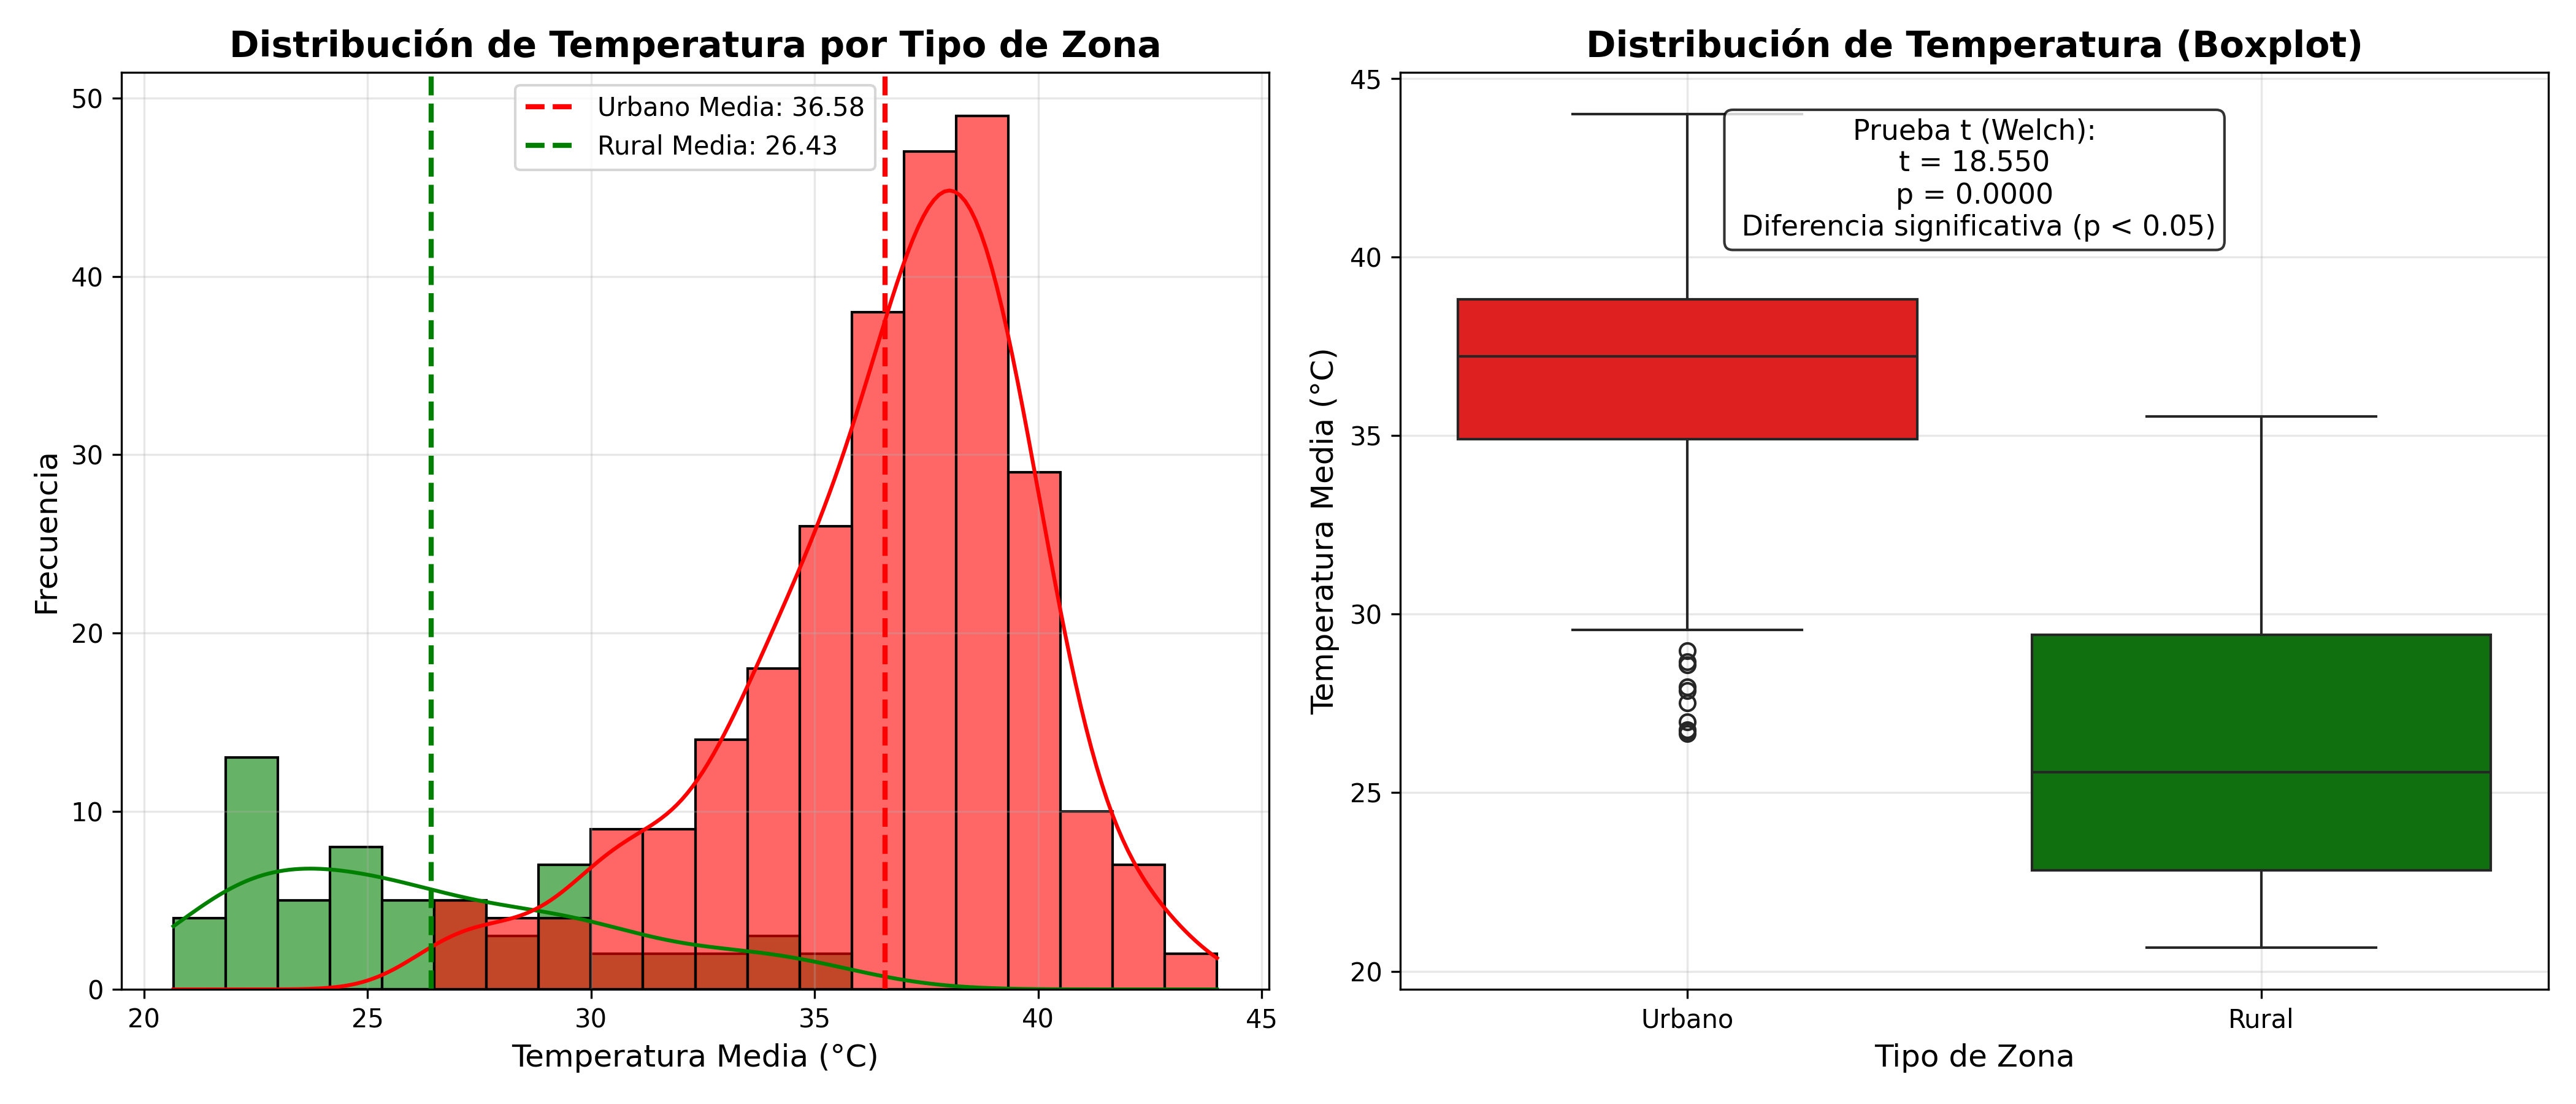 Distribución de Temperatura por Tipo de Zona
Urbano Media: 36.58
Rural Media: 26.43
50
40
30
20
10
0
Frecuencia
20
25
30
35
40
45
Temperatura Media (°C)
Distribución de Temperatura (Boxplot)
Prueba t (Welch):
t = 18.550
p = 0.0000
Diferencia significativa (p < 0.05)
45
40
35
30
25
20
Temperatura Media (°C)
Urbano
Rural
Tipo de Zona